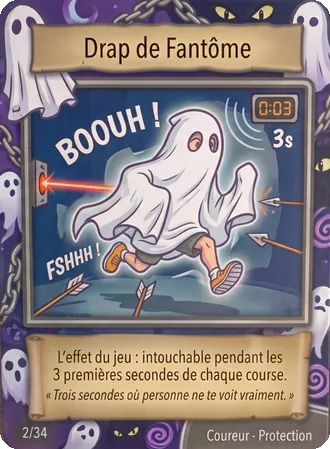 Drap de Fantôme
BOOUH !
0:03
3s
FSHHH !
L'effet du jeu : intouchable pendant les
3 premières secondes de chaque course.
« Trois secondes où personne ne te voit vraiment. »
2/34
Coureur - Protection